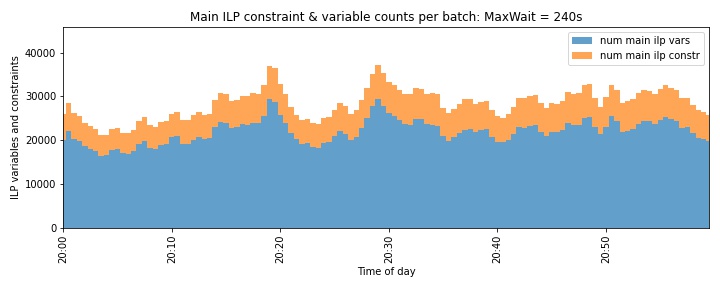 Main ILP constraint & variable counts per batch: MaxWait = 240s
ILP variables and constraints
40000
30000
20000
10000
0
num main ilp vars
num main ilp constr
20:00
20:10
20:20
20:30
20:40
20:50
Time of day